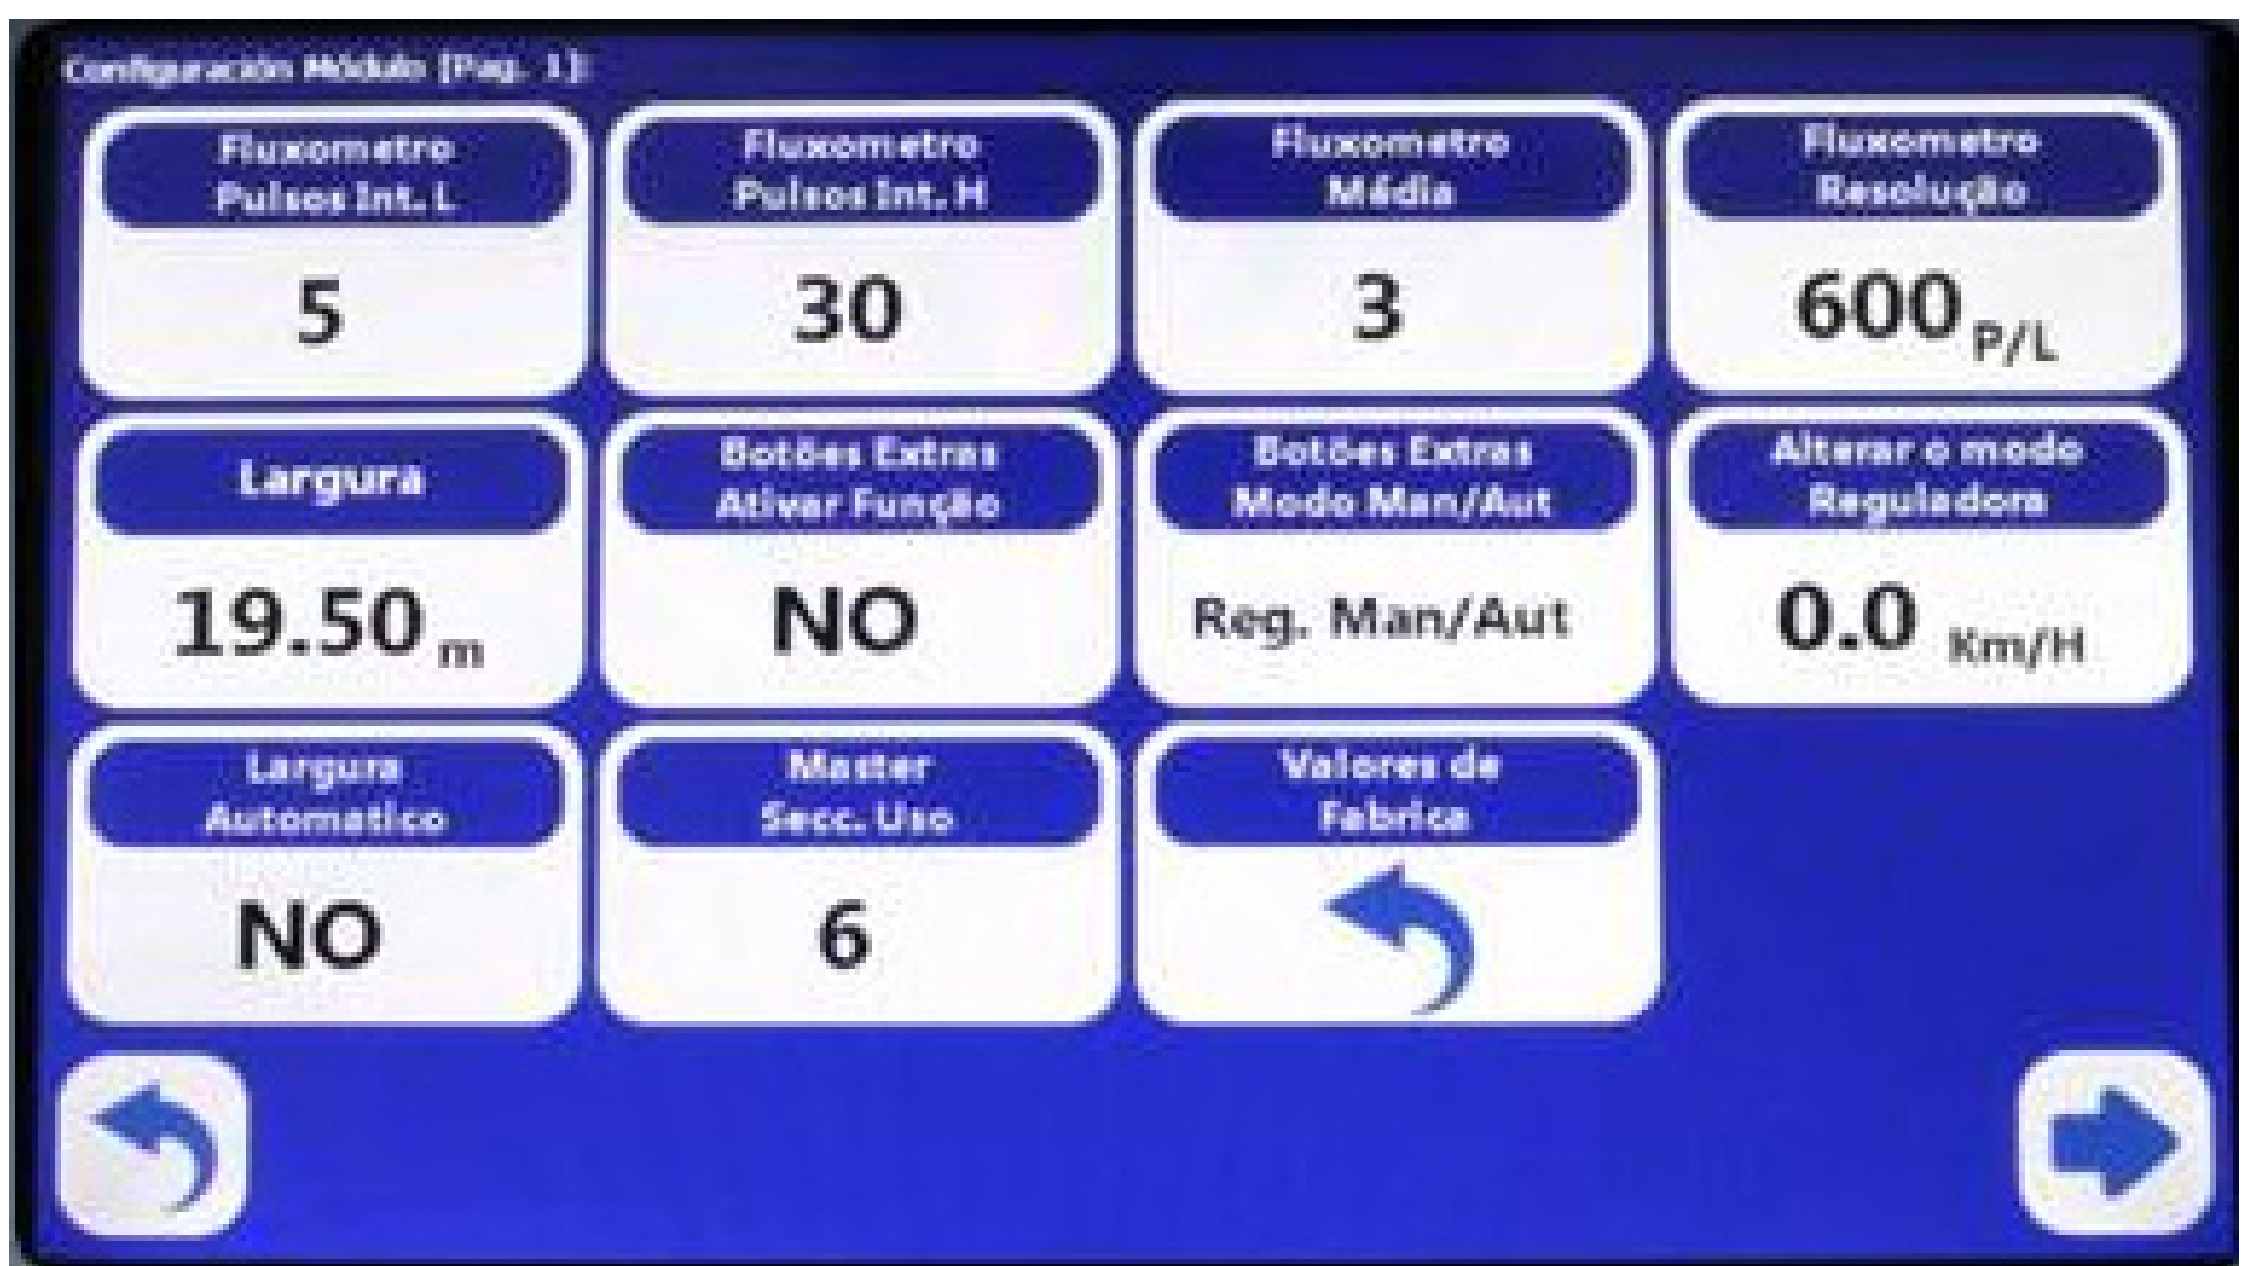 Configuración Módulo [Pag. 1]:
Fluxometro
Pulsos Int. L
5
Fluxometro
Pulsos Int. H
30
Fluxometro
Média
3
Fluxometro
Resolução
600 P/L
Largura
19.50 m
Botões Extras
Ativar Função
NO
Botões Extras
Modo Man/Aut
Reg. Man/Aut
Alterar o modo
Reguladora
0.0 Km/H
Largura
Automatico
NO
Master
Secc. Uso
6
Valores de
Fabrica